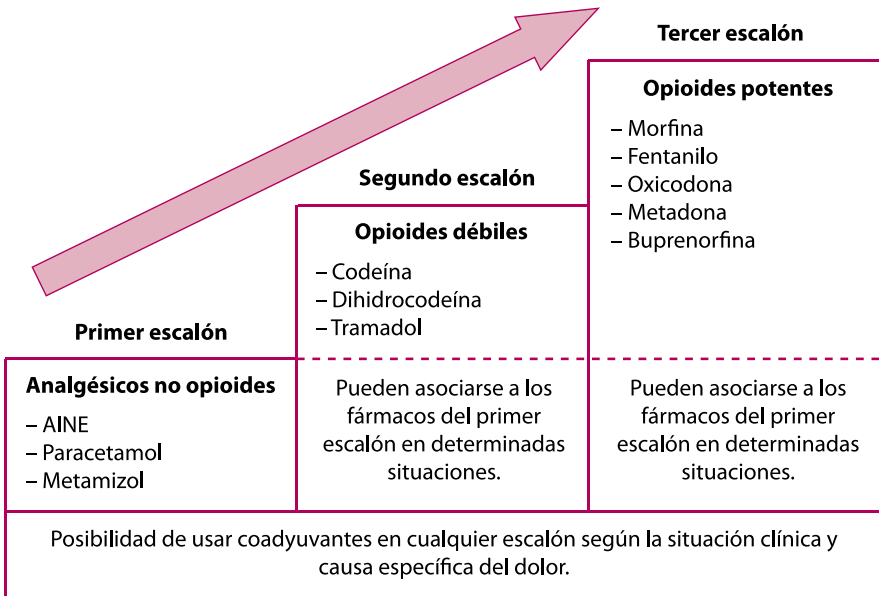 Tercer escalón
Opioides potentes
– Morfina
– Fentanilo
– Oxicodona
– Metadona
– Buprenorfina
Segundo escalón
Opioides débiles
– Codeína
– Dihidrocodeína
– Tramadol
Primer escalón
Analgésicos no opioides
– AINE
– Paracetamol
– Metamizol
Pueden asociarse a los
fármacos del primer
escalón en determinadas
situaciones.
Pueden asociarse a los
fármacos del primer
escalón en determinadas
situaciones.
Posibilidad de usar coadyuvantes en cualquier escalón según la situación clínica y
causa específica del dolor.